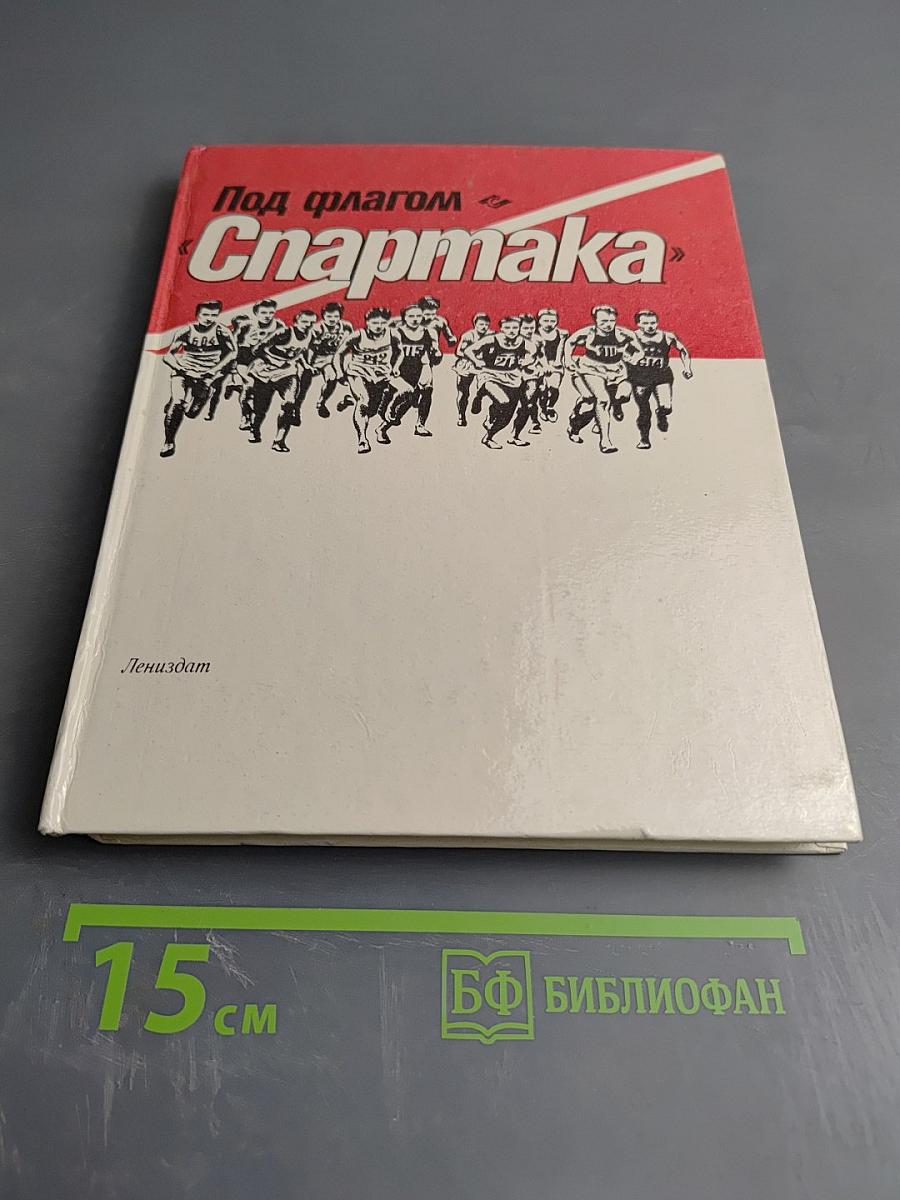 Под флагом
«Спартака»
Лениздат
15 см
БФ БИБЛИОФАН